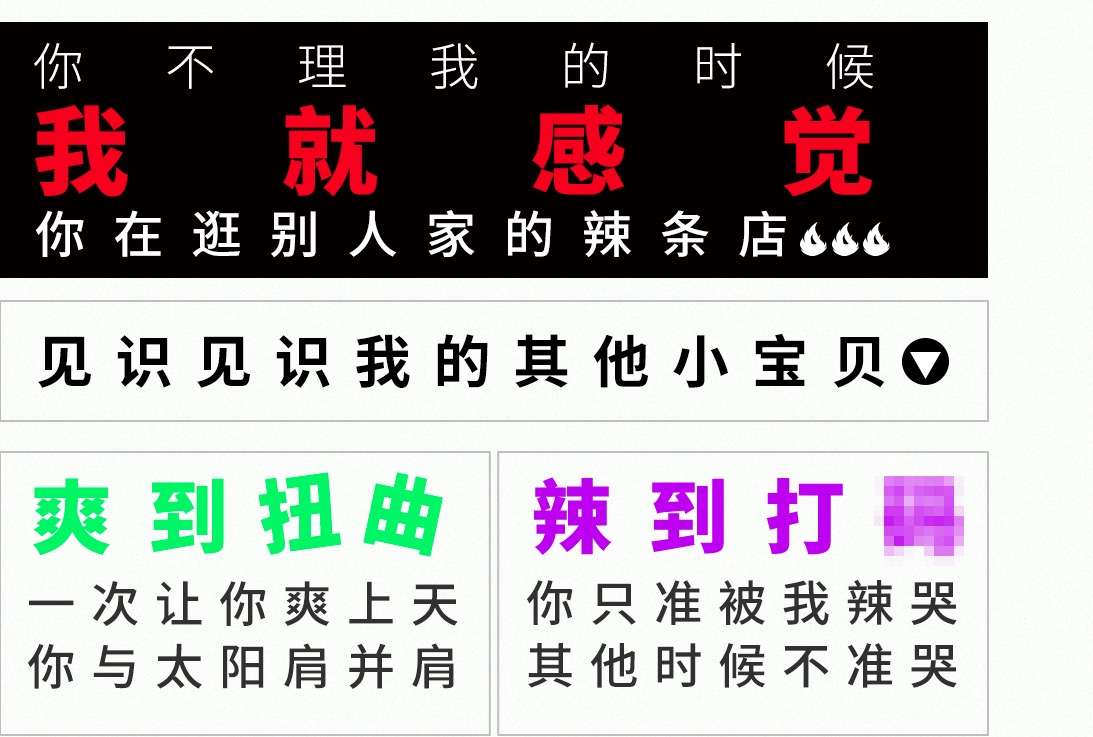 你不理我的时候
我就感觉
你在逛别人家的辣条店
见识见识我的其他小宝贝
爽到扭曲
一次让你爽上天
你与太阳肩并肩
辣到打码
你只准被我辣哭
其他时候不准哭